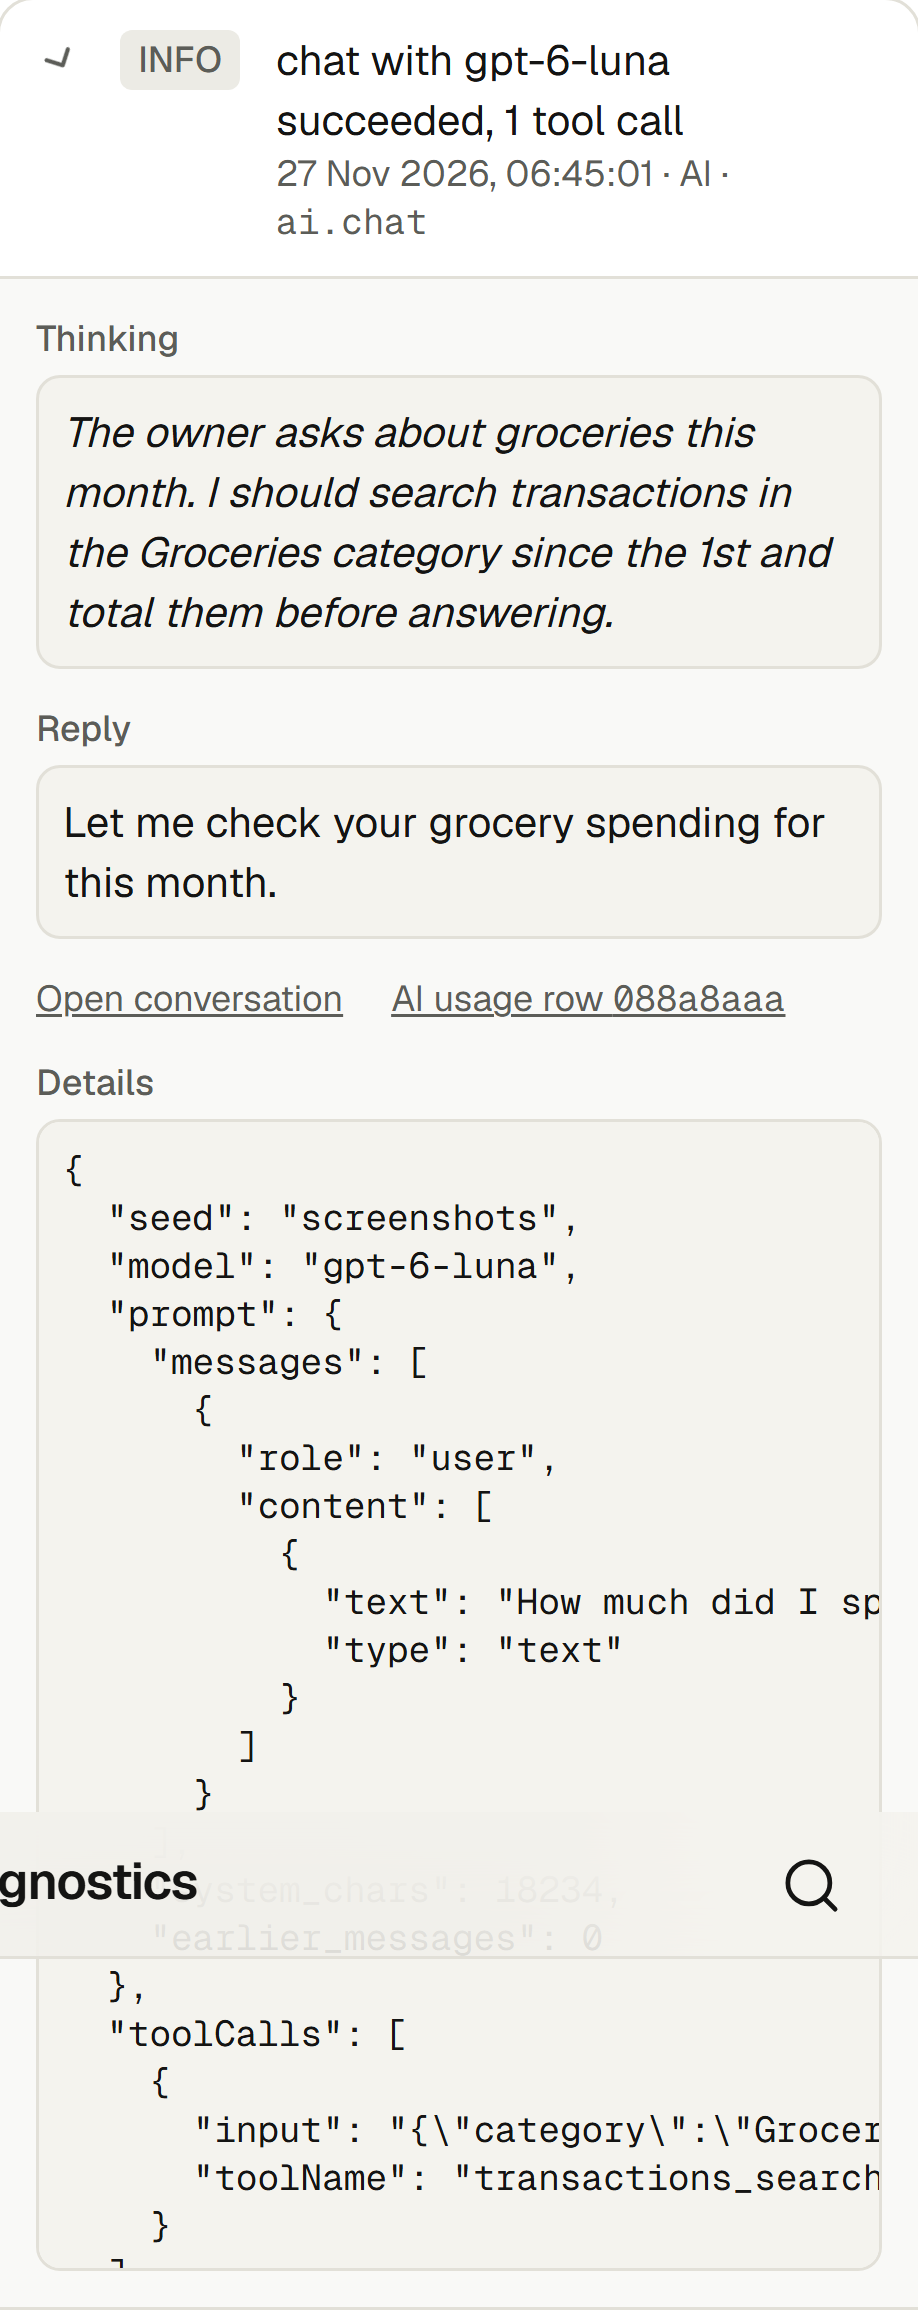 INFO
chat with gpt-6-luna
succeeded, 1 tool call
27 Nov 2026, 06:45:01 · AI ·
ai.chat
Thinking
The owner asks about groceries this
month. I should search transactions in
the Groceries category since the 1st and
total them before answering.
Reply
Let me check your grocery spending for
this month.
Open conversation AI usage row 088a8aaa
Details
{
  "seed": "screenshots",
  "model": "gpt-6-luna",
  "prompt": {
    "messages": [
      {
        "role": "user",
        "content": [
          {
            "text": "How much did I sp
            "type": "text"
          }
        ]
      }
gnostics
ystem_chars": 18234,
    "earlier_messages": 0
  },
  "toolCalls": [
    {
      "input": "{\"category\":\"Grocer
      "toolName": "transactions_search
    }